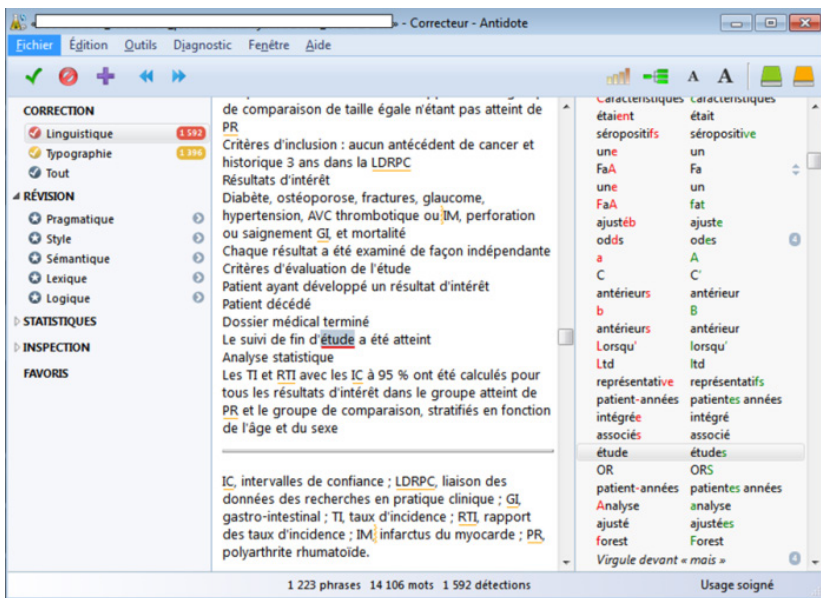 » - Correcteur - Antidote
Fichier Édition Outils Diagnostic Fenêtre Aide
A A
CORRECTION
Linguistique 1 592
Typographie 1 396
Tout
RÉVISION
Pragmatique
Style
Sémantique
Lexique
Logique
STATISTIQUES
INSPECTION
FAVORIS
de comparaison de taille égale n'étant pas atteint de
PR
Critères d'inclusion : aucun antécédent de cancer et
historique 3 ans dans la LDRPC
Résultats d'intérêt
Diabète, ostéoporose, fractures, glaucome,
hypertension, AVC thrombotique ou IM, perforation
ou saignement GI, et mortalité
Chaque résultat a été examiné de façon indépendante
Critères d'évaluation de l'étude
Patient ayant développé un résultat d'intérêt
Patient décédé
Dossier médical terminé
Le suivi de fin d'étude a été atteint
Analyse statistique
Les TI et RTI avec les IC à 95 % ont été calculés pour
tous les résultats d'intérêt dans le groupe atteint de
PR et le groupe de comparaison, stratifiés en fonction
de l'âge et du sexe
IC, intervalles de confiance ; LDRPC, liaison des
données des recherches en pratique clinique ; GI,
gastro-intestinal ; TI, taux d'incidence ; RTI, rapport
des taux d'incidence ; IM, infarctus du myocarde ; PR,
polyarthrite rhumatoïde.
Caractéristiques caractéristiques
étaient était
séropositifs séropositive
une un
FaA Fa
une un
FaA fat
ajustéb ajuste
odds odes 4
a A
C C'
antérieurs antérieur
b B
antérieurs antérieur
Lorsqu' lorsqu'
Ltd ltd
représentative représentatifs
patient-années patientes années
intégrée intégré
associés associé
étude études
OR ORS
patient-années patientes années
Analyse analyse
ajusté ajustées
forest Forest
Virgule devant « mais » 4
1 223 phrases 14 106 mots 1 592 détections
Usage soigné